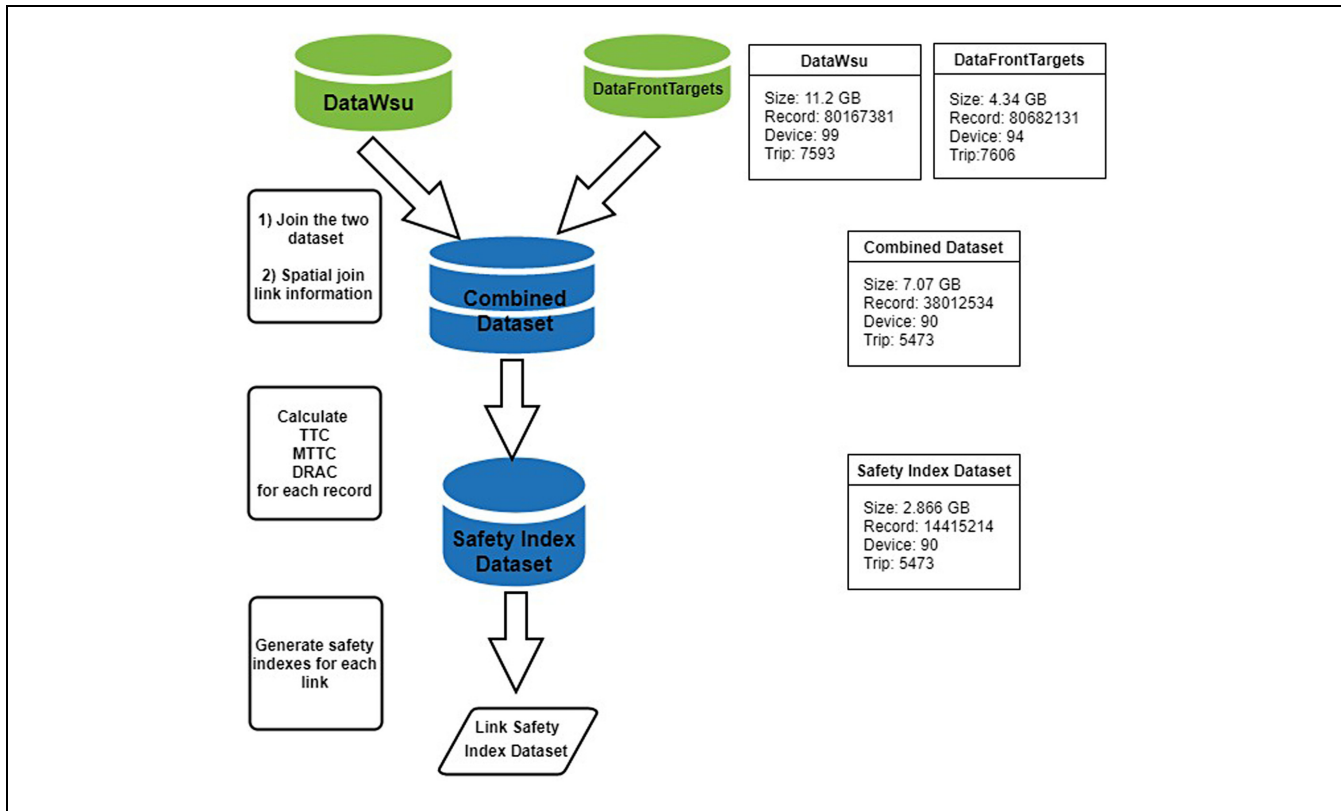 DataWsu
DataFrontTargets
DataWsu
Size: 11.2 GB
Record: 80167381
Device: 99
Trip: 7593
DataFrontTargets
Size: 4.34 GB
Record: 80682131
Device: 94
Trip:7606
1) Join the two
dataset
2) Spatial join
link information
Combined
Dataset
Combined Dataset
Size: 7.07 GB
Record: 38012534
Device: 90
Trip: 5473
Calculate
TTC
MTTC
DRAC
for each record
Safety Index
Dataset
Safety Index Dataset
Size: 2.866 GB
Record: 14415214
Device: 90
Trip: 5473
Generate safety
indexes for each
link
Link Safety
Index Dataset